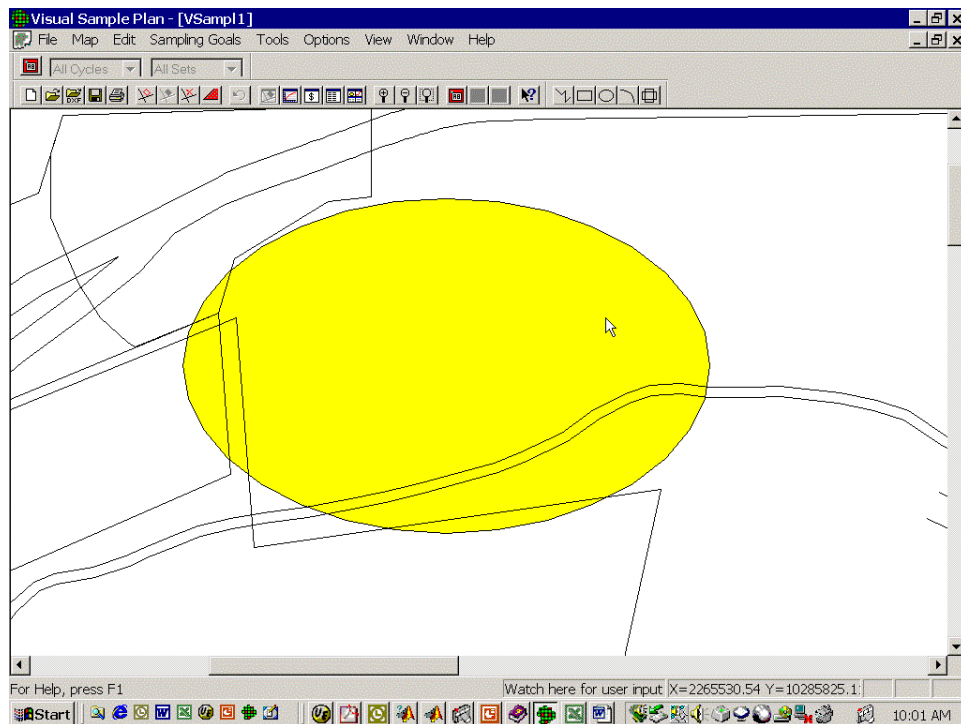 Visual Sample Plan - [VSampl1]
File Map Edit Sampling Goals Tools Options View Window Help
All Cycles All Sets
DXF
For Help, press F1 Watch here for user input X=2265530.54 Y=10285825.1
Start 10:01 AM